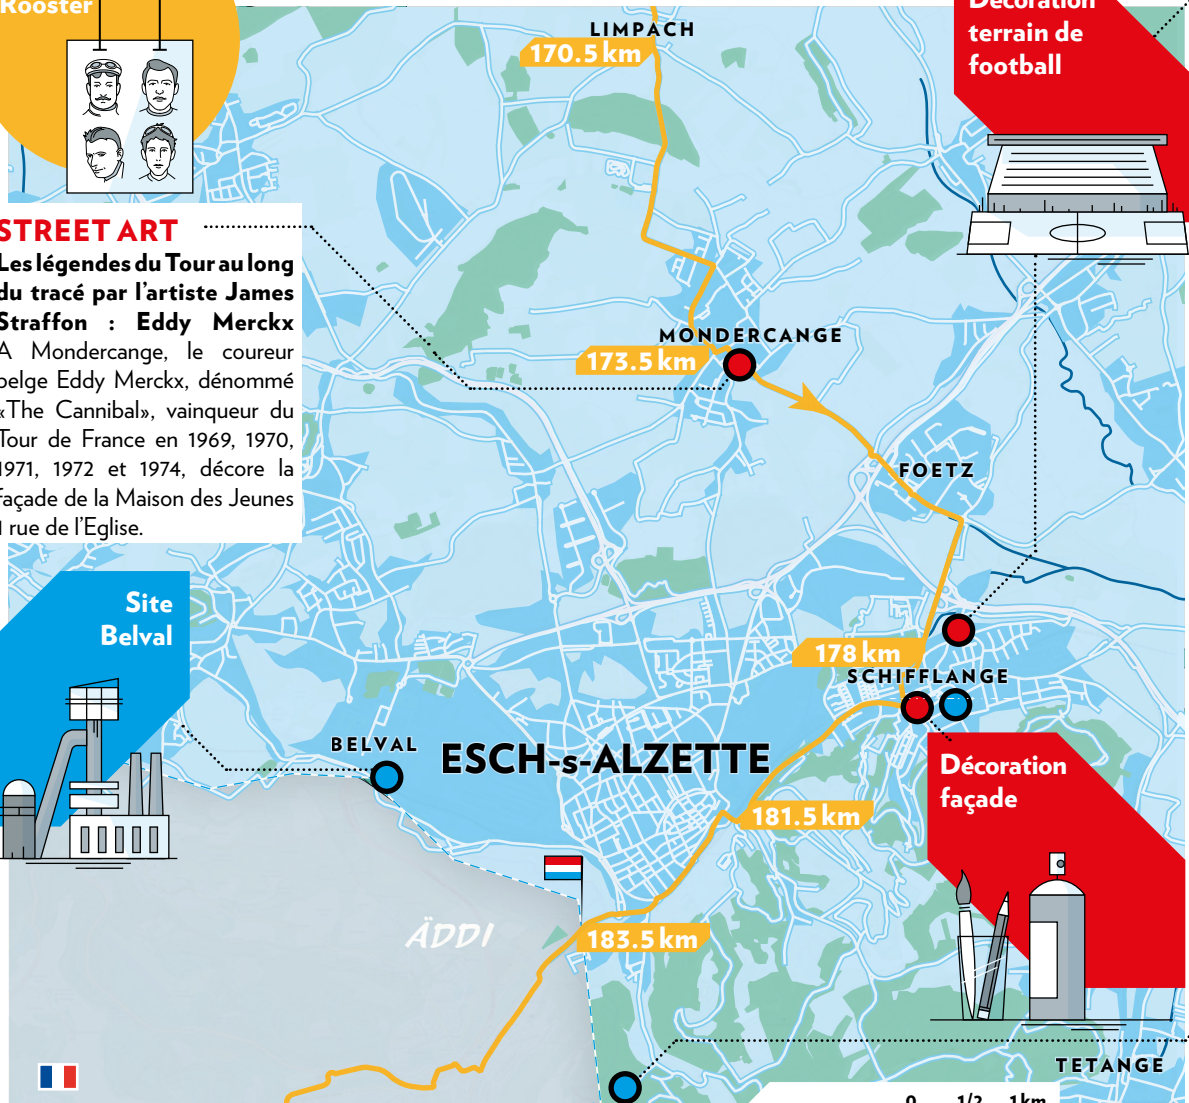 Rooster
Décoration
terrain de
football
LIMPACH
170.5 km
STREET ART
Les légendes du Tour au long
du tracé par l'artiste James
Straffon : Eddy Merckx
A Mondercange, le coureur
belge Eddy Merckx, dénommé
«The Cannibal», vainqueur du
Tour de France en 1969, 1970,
1971, 1972 et 1974, décore la
façade de la Maison des Jeunes
1 rue de l'Eglise.
MONDERCANGE
173.5 km
FOETZ
Site
Belval
178 km
SCHIFFLANGE
BELVAL
ESCH-s-ALZETTE
Décoration
façade
181.5 km
ÄDDI
183.5 km
TETANGE
0 1/2 1 km